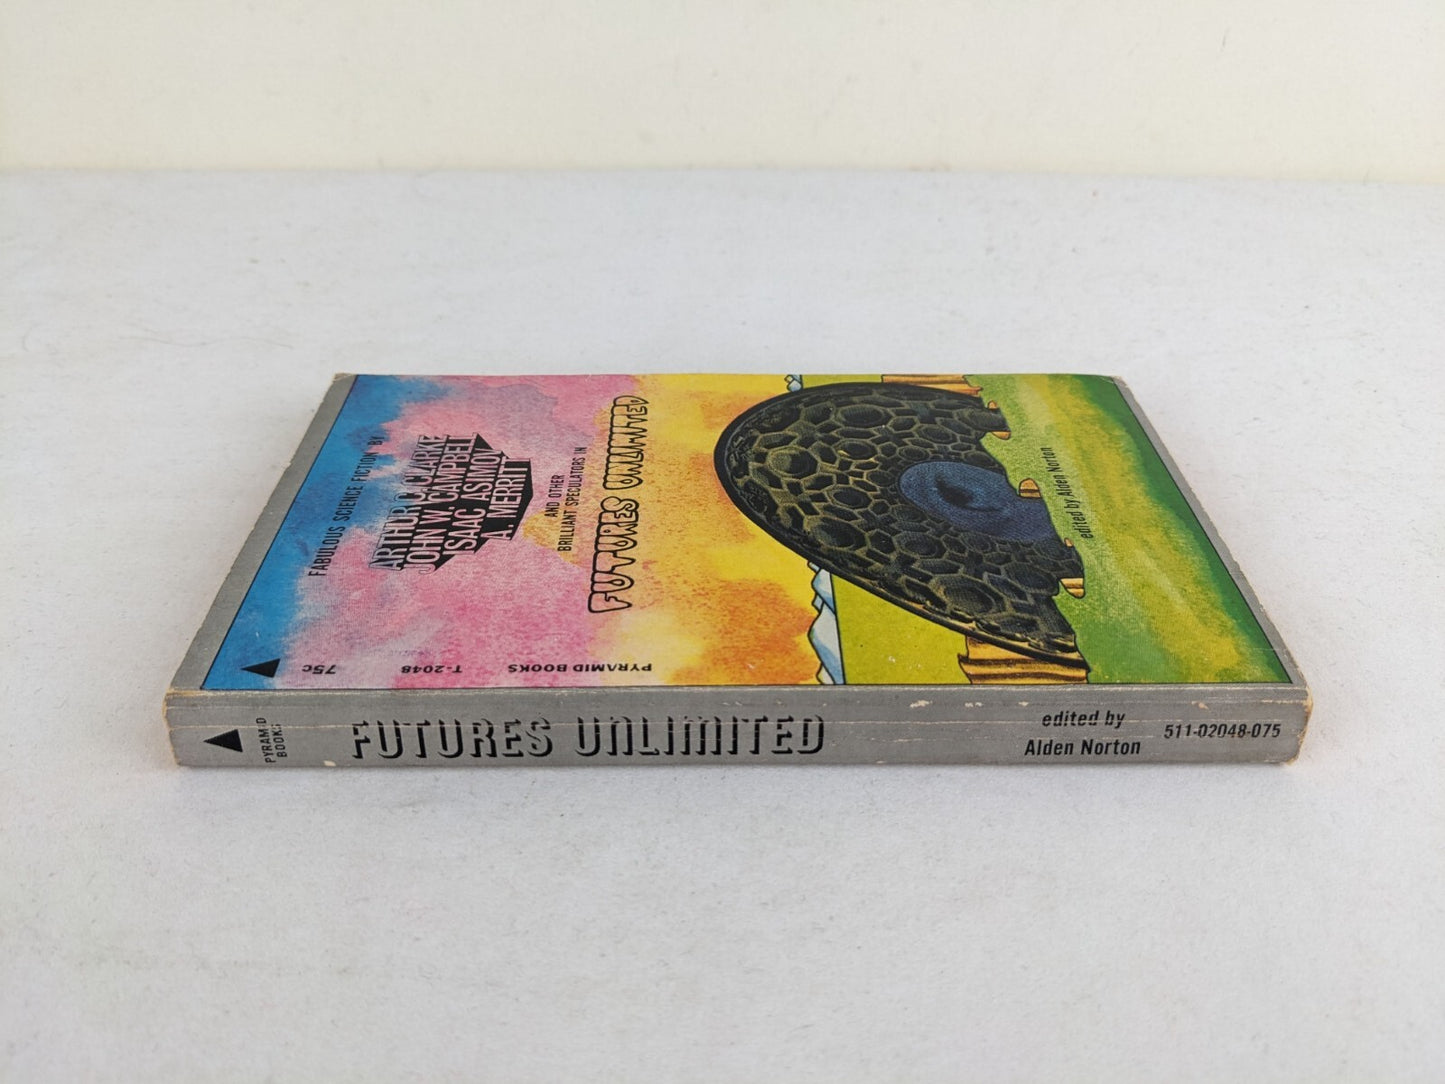 FABULOUS SCIENCE FICTION BY
ARTHUR C. CLARKE
JOHN W. CAMPBELL
ISAAC ASIMOV
A. MERRITT
AND OTHER
BRILLIANT SPECULATORS IN
FUTURES UNLIMITED
edited by Alden Norton
75c
T-2048
PYRAMID BOOKS
PYRAMID
BOOKS
FUTURES UNLIMITED
edited by
Alden Norton
511-02048-075